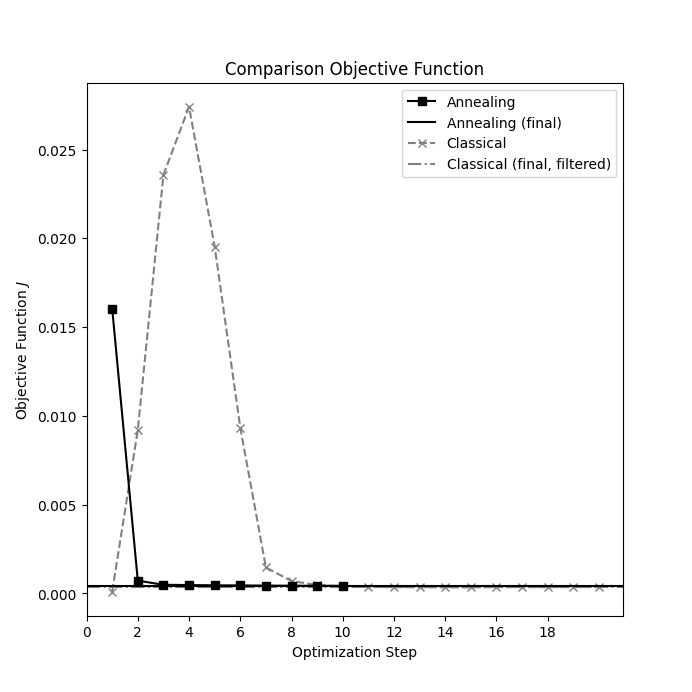 Comparison Objective Function
Annealing
Annealing (final)
Classical
Classical (final, filtered)
Objective Function J
0.025
0.020
0.015
0.010
0.005
0.000
0 2 4 6 8 10 12 14 16 18
Optimization Step